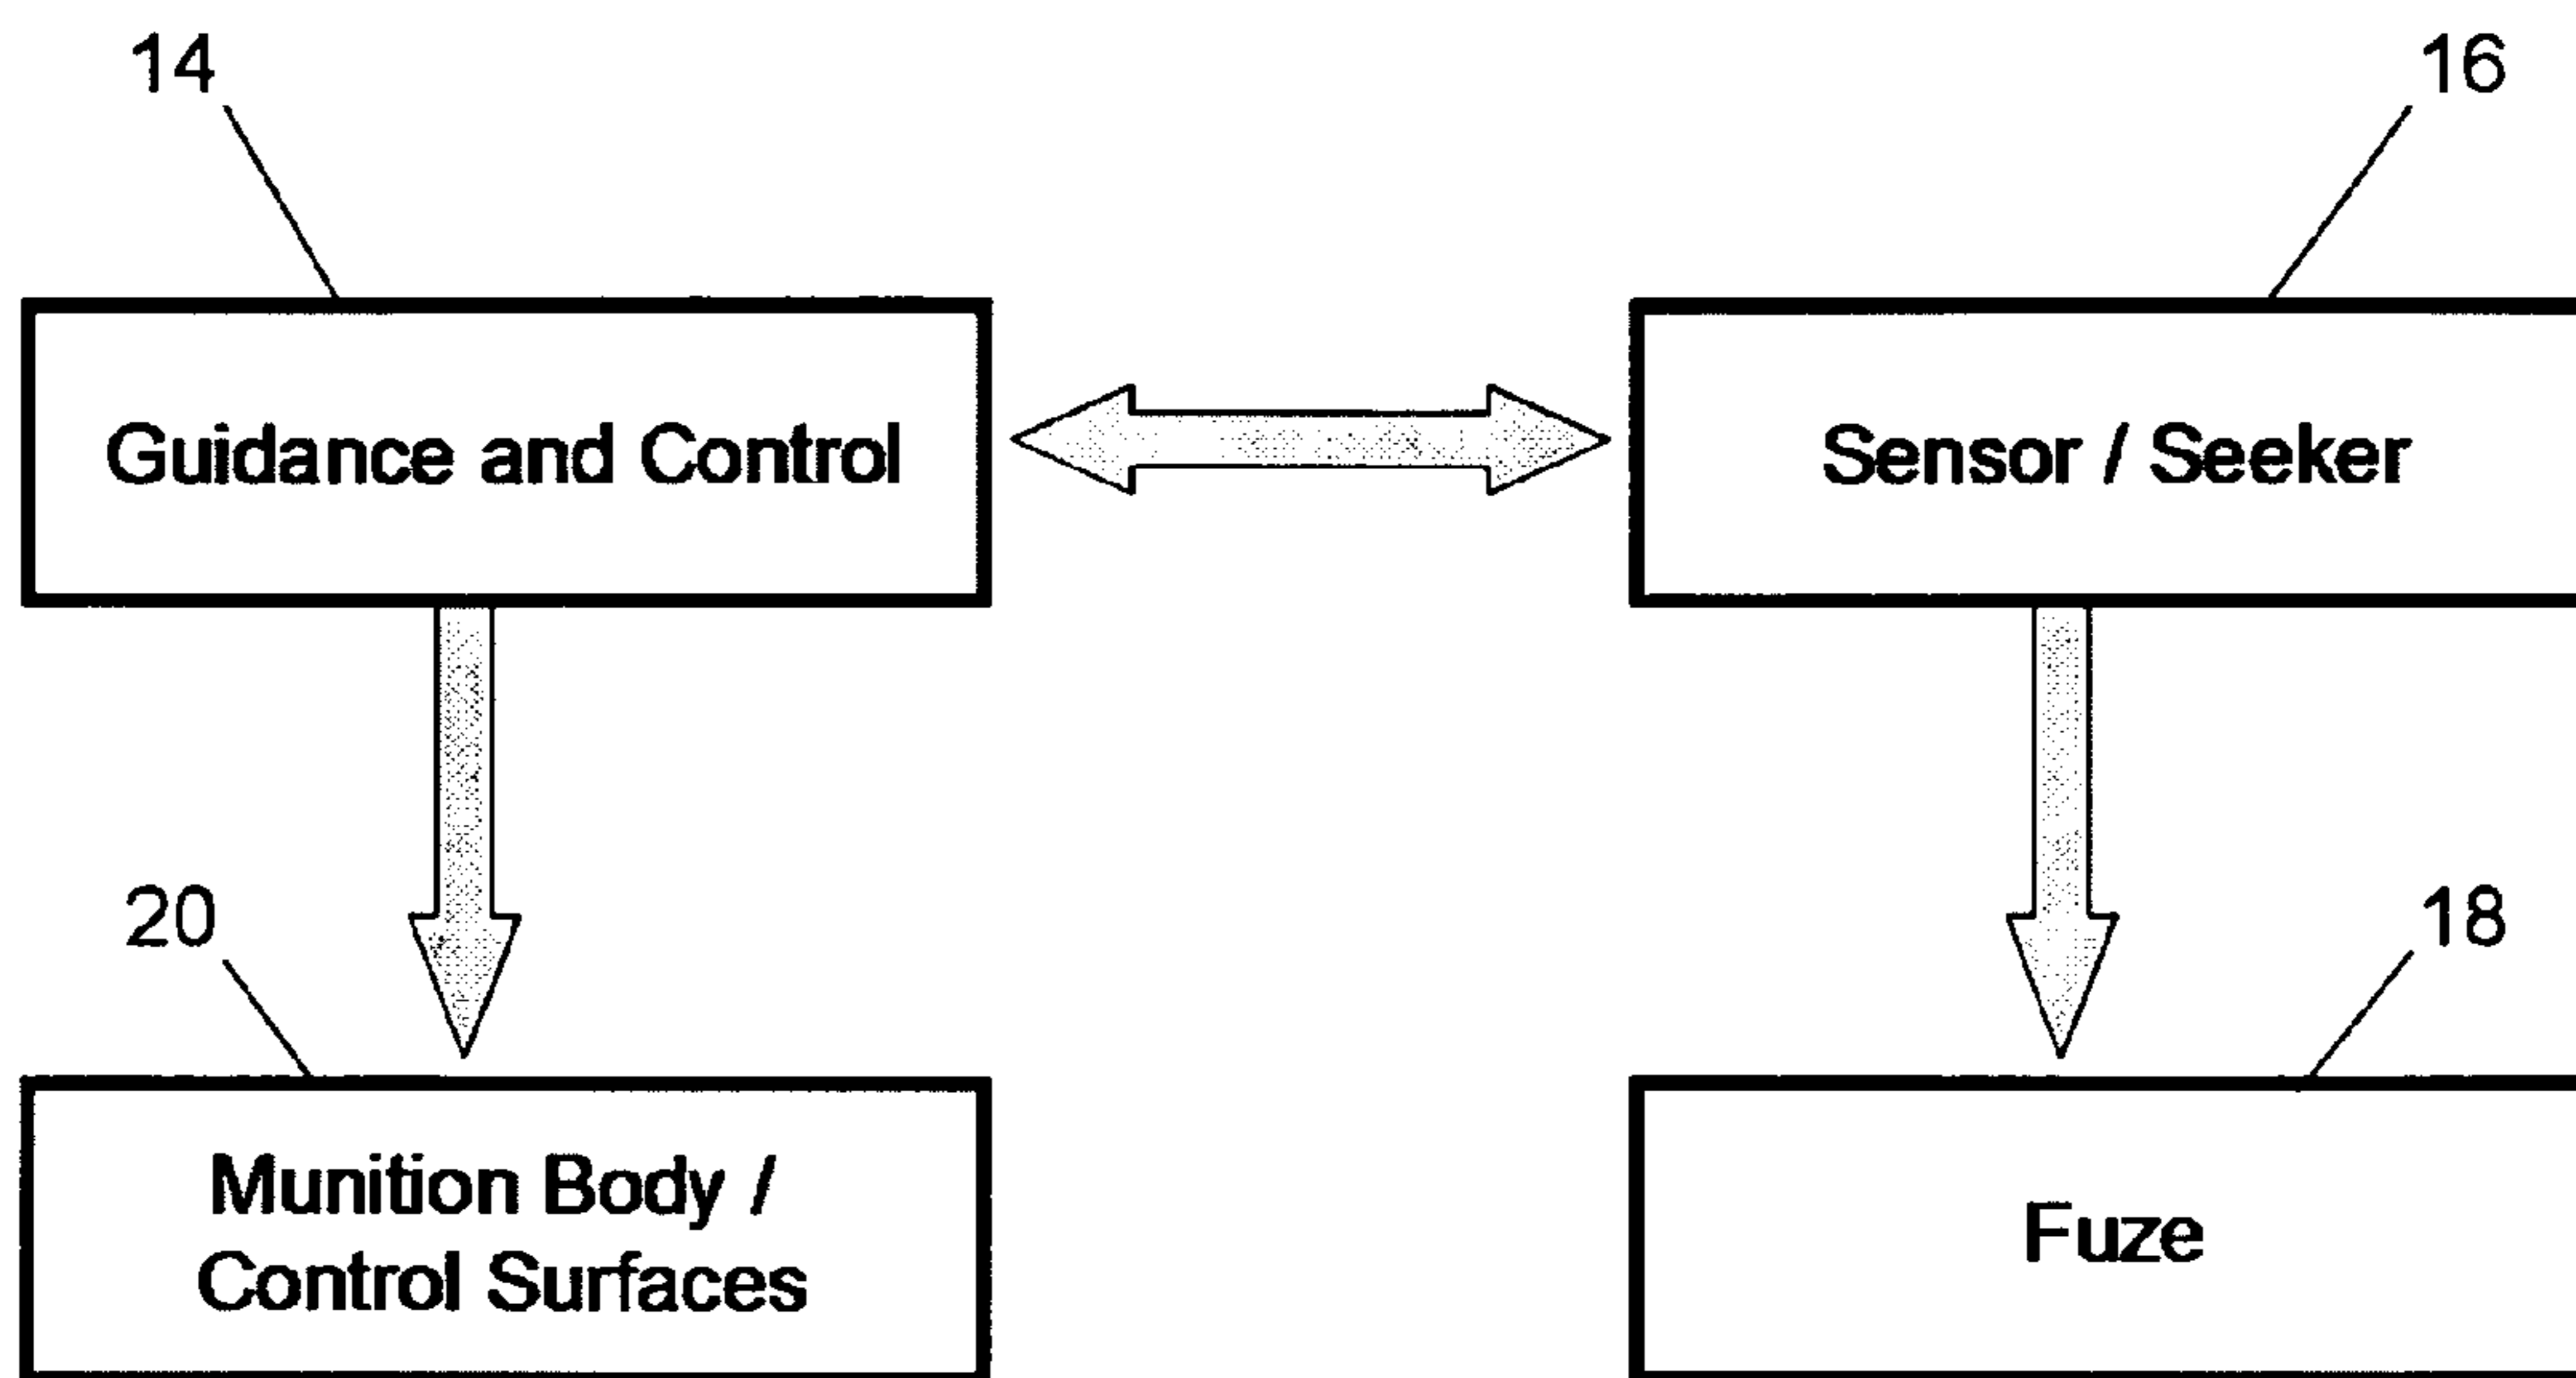 14
16
Guidance and Control
Sensor / Seeker
20
18
Munition Body /
Control Surfaces
Fuze